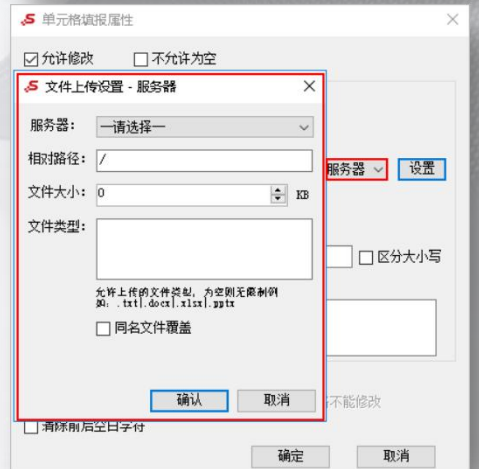 单元格填报属性
允许修改 不允许为空
文件上传设置 - 服务器
服务器： —请选择—
相对路径： /
服务器 设置
文件大小： 0 KB
文件类型：
区分大小写
允许上传的文件类型，为空则无限制例
如：.txt|.docx|.xlsx|.pptx
同名文件覆盖
确认 取消
不能修改
清除前后空白字符
确定 取消